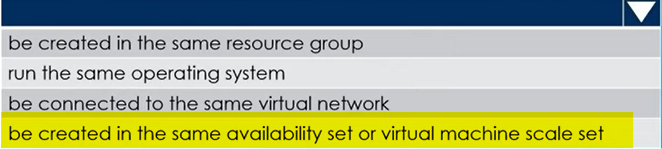 be created in the same resource group
run the same operating system
be connected to the same virtual network
be created in the same availability set or virtual machine scale set